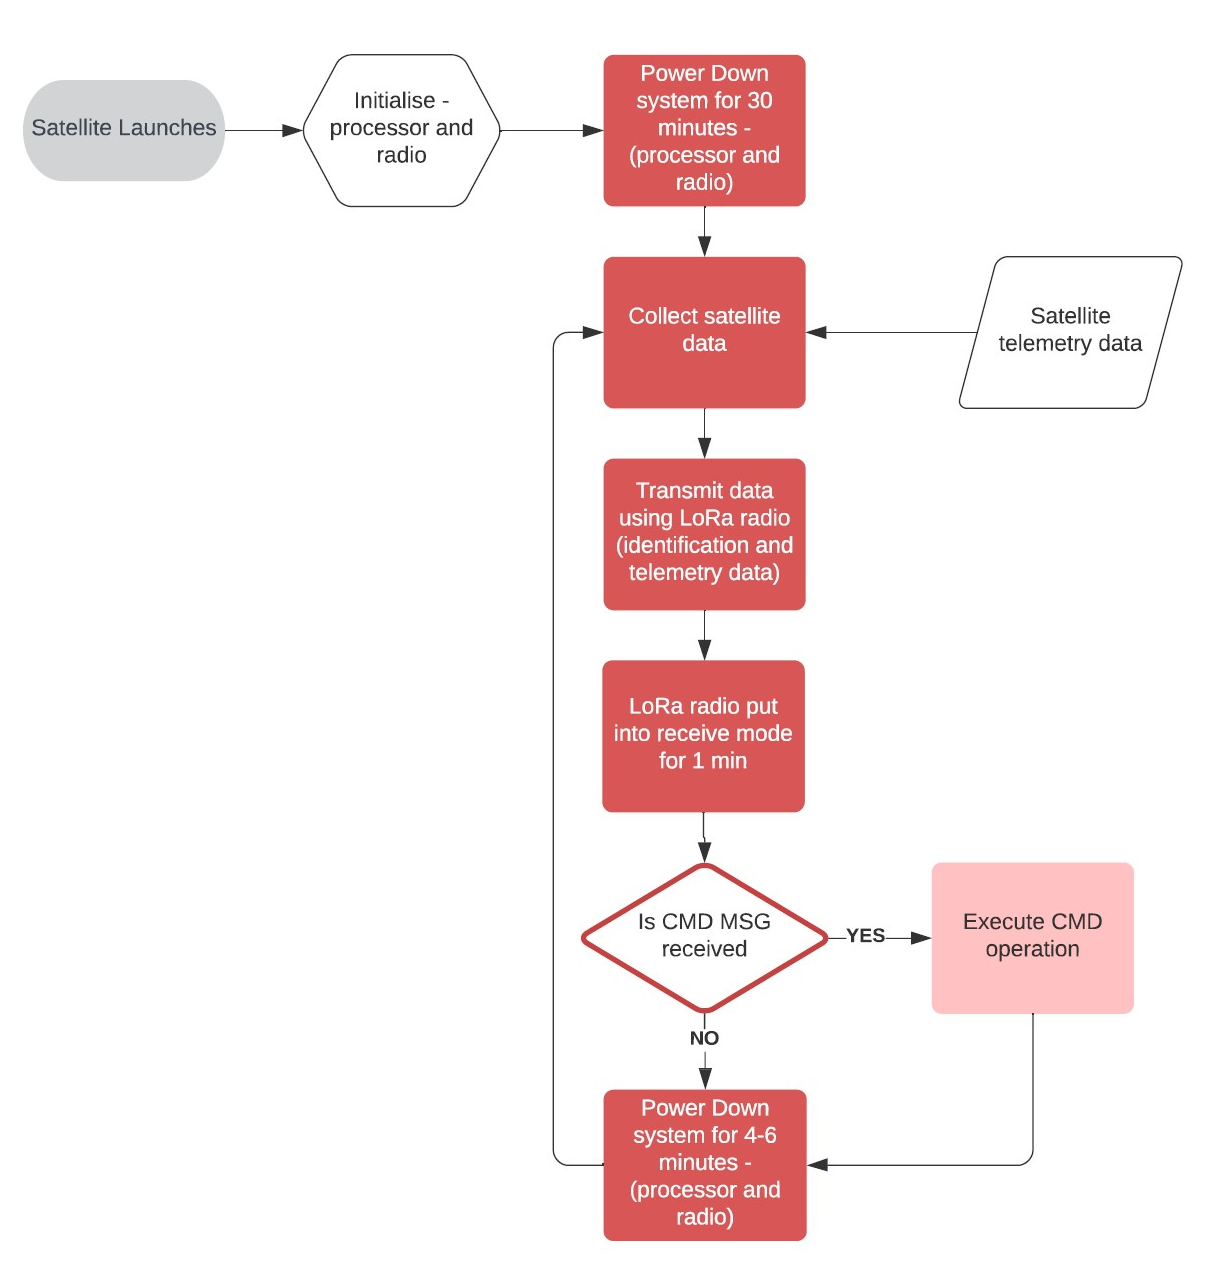 Satellite Launches
Initialise -
processor and
radio
Power Down
system for 30
minutes -
(processor and
radio)
Collect satellite
data
Satellite
telemetry data
Transmit data
using LoRa radio
(identification and
telemetry data)
LoRa radio put
into receive mode
for 1 min
Is CMD MSG
received
YES
Execute CMD
operation
NO
Power Down
system for 4-6
minutes -
(processor and
radio)